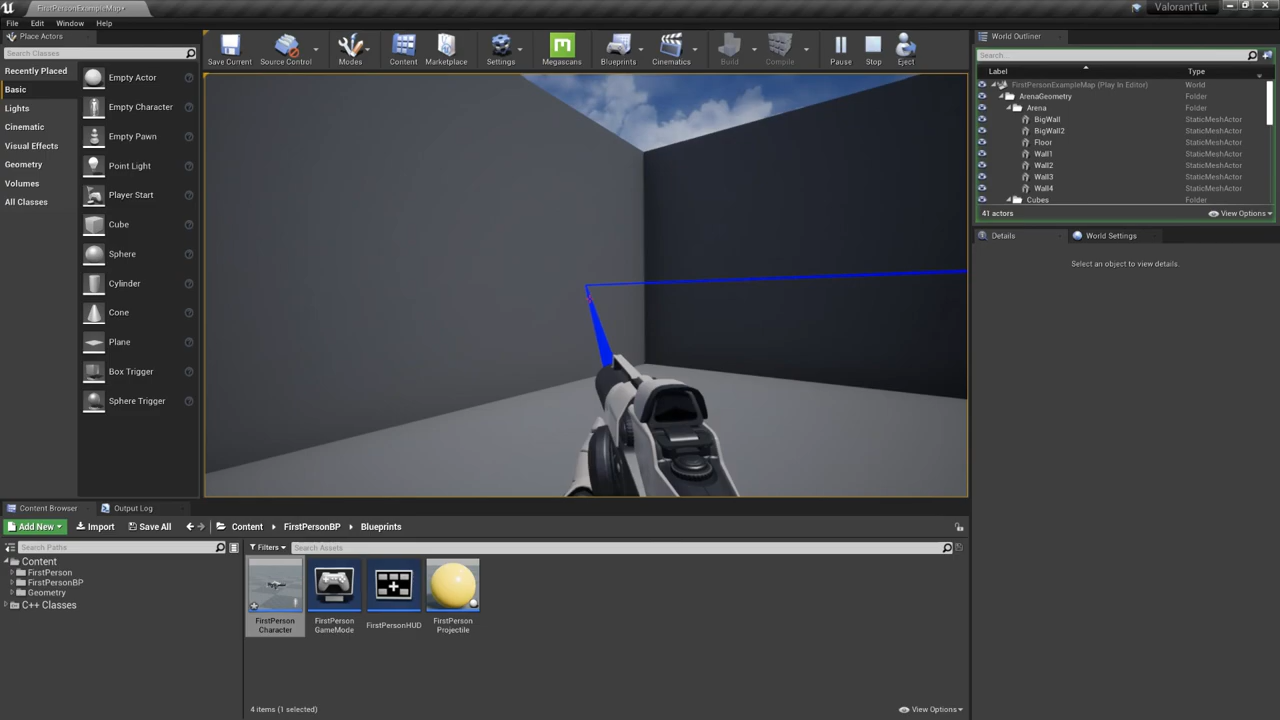 FirstPersonExampleMap*
ValorantTut
File Edit Window Help
Place Actors
Search Classes
Recently Placed
Basic
Lights
Cinematic
Visual Effects
Geometry
Volumes
All Classes
Empty Actor
Empty Character
Empty Pawn
Point Light
Player Start
Cube
Sphere
Cylinder
Cone
Plane
Box Trigger
Sphere Trigger
Save Current Source Control Modes Content Marketplace Settings Megascans Blueprints Cinematics Build Compile Pause Stop Eject
World Outliner
Search...
Label Type
FirstPersonExampleMap (Play In Editor) World
ArenaGeometry Folder
Arena Folder
BigWall StaticMeshActor
BigWall2 StaticMeshActor
Floor StaticMeshActor
Wall1 StaticMeshActor
Wall2 StaticMeshActor
Wall3 StaticMeshActor
Wall4 StaticMeshActor
Cubes Folder
41 actors View Options
Details World Settings
Select an object to view details.
Content Browser Output Log
Add New Import Save All Content FirstPersonBP Blueprints
Search Paths
Filters Search Assets
Content
FirstPerson
FirstPersonBP
Geometry
C++ Classes
FirstPerson
Character
FirstPerson
GameMode
FirstPersonHUD
FirstPerson
Projectile
4 items (1 selected) View Options